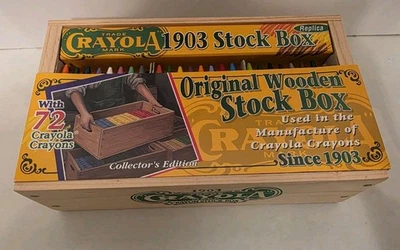 TRADE
CRAYOLA
MARK
1903 Stock Box
Replica
Original Wooden
Stock Box
With
72
Crayola
Crayons
Used in the
Manufacture of
Crayola Crayons
Since 1903
Collector's Edition
1903
CRAYOLA